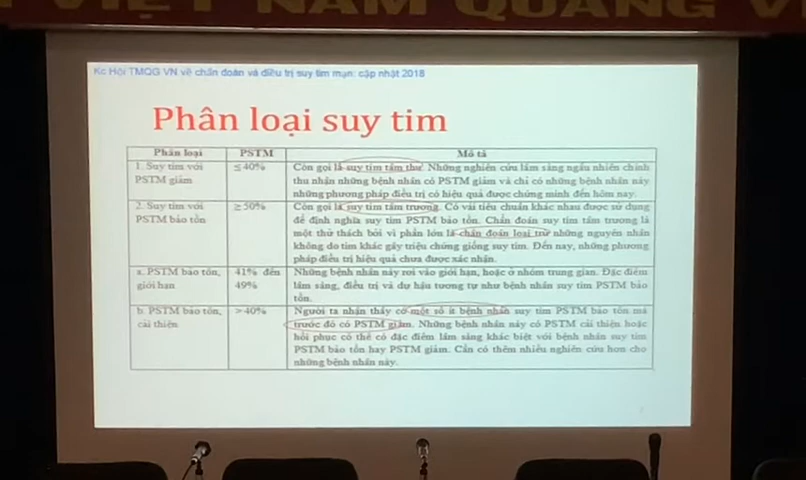 VIỆT NAM QUANG V
Kc Hội TMQG VN về chẩn đoán và điều trị suy tim mạn: cập nhật 2018
Phân loại suy tim
Phân loại PSTM Mô tả
1. Suy tim với PSTM giảm
≤40%
Còn gọi là suy tim tâm thu. Những nghiên cứu lâm sàng ngẫu nhiên chính
thu nhận những bệnh nhân có PSTM giảm và chỉ có những bệnh nhân này
những phương pháp điều trị có hiệu quả được chứng minh đến hôm nay.
2. Suy tim với PSTM bảo tồn
≥50%
Còn gọi là suy tim tâm trương. Có vài tiêu chuẩn khác nhau được sử dụng
để định nghĩa suy tim PSTM bảo tồn. Chẩn đoán suy tim tâm trương là
một thử thách bởi vì phần lớn là chẩn đoán loại trừ những nguyên nhân
không do tim khác gây triệu chứng giống suy tim. Đến nay, những phương
pháp điều trị hiệu quả chưa được xác nhận.
a. PSTM bảo tồn, giới hạn
41% đến 49%
Những bệnh nhân này rơi vào giới hạn, hoặc ở nhóm trung gian. Đặc điểm
lâm sàng, điều trị và dự hậu tương tự như bệnh nhân suy tim PSTM bảo
tồn.
b. PSTM bảo tồn, cải thiện
>40%
Người ta nhận thấy có một số ít bệnh nhân suy tim PSTM bảo tồn mà
trước đó có PSTM giảm. Những bệnh nhân này có PSTM cải thiện hoặc
hồi phục có thể có đặc điểm lâm sàng khác biệt với bệnh nhân suy tim
PSTM bảo tồn hay PSTM giảm. Cần có thêm nhiều nghiên cứu hơn cho
những bệnh nhân này.